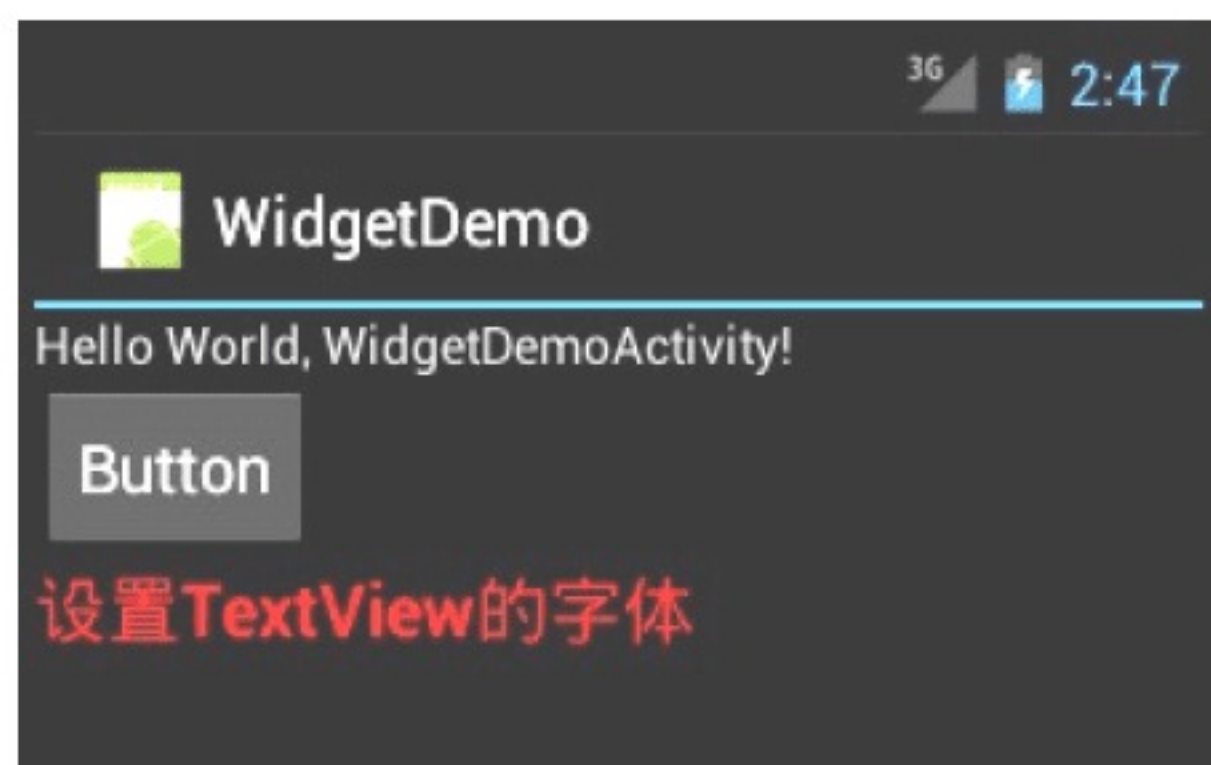 3G 2:47
WidgetDemo
Hello World, WidgetDemoActivity!
Button
设置TextView的字体